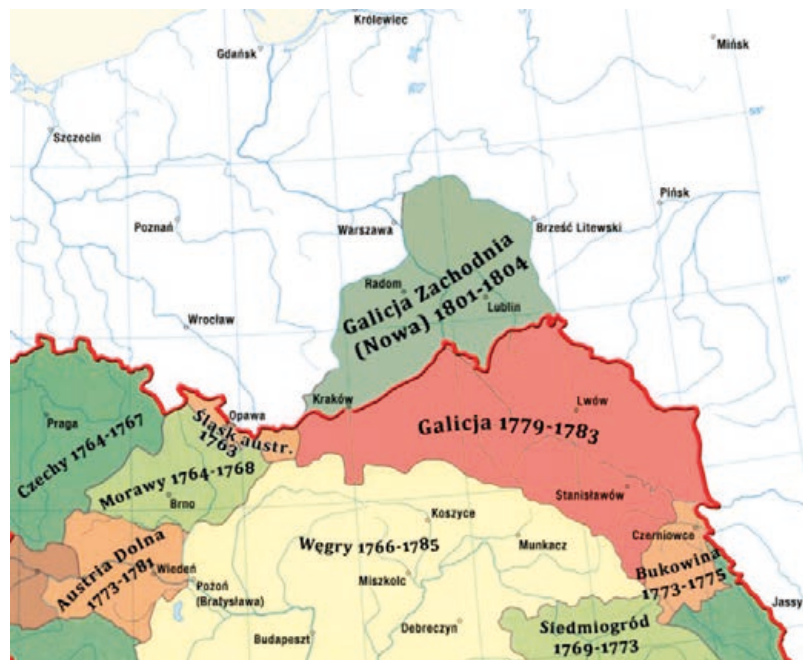 Królewiec
Gdańsk
Mińsk
Szczecin
55°
Pińsk
Poznań
Warszawa
Brześć Litewski
Radom
Galicja Zachodnia
(Nowa) 1801-1804
Lublin
Wrocław
Kraków
Lwów
Opawa
Praga
Śląsk austr.
1763
Galicja 1779-1783
Czechy 1764-1767
Morawy 1764-1768
Brno
Stanisławów
Koszyce
Czerniowce
Węgry 1766-1785
Munkacz
Austria Dolna
1773-1781
Wiedeń
Bukowina
1773-1775
Pożoń
(Bratysława)
Miszkolc
Jassy
Debreczyn
Siedmiogród
1769-1773
Budapeszt